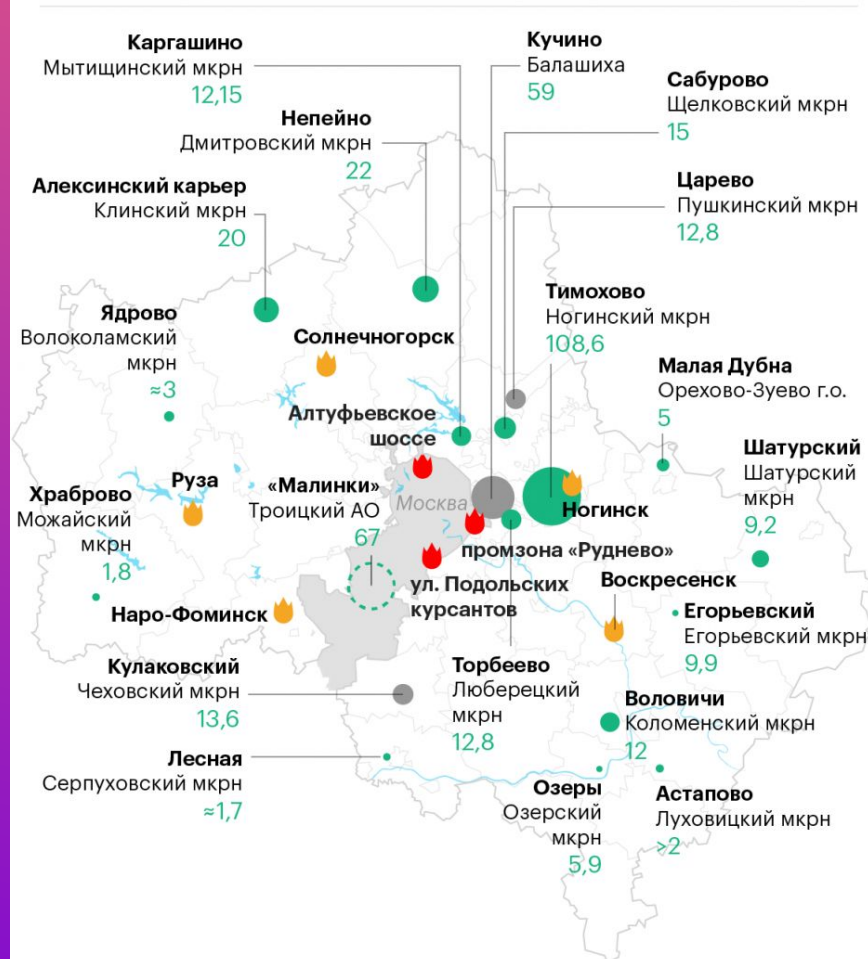 Каргашино
Мытищинский мкрн
12,15
Кучино
Балашиха
59
Сабурово
Щелковский мкрн
15
Непейно
Дмитровский мкрн
22
Царево
Пушкинский мкрн
12,8
Алексинский карьер
Клинский мкрн
20
Тимохово
Ногинский мкрн
108,6
Ядрово
Волоколамский
мкрн
≈3
Солнечногорск
Малая Дубна
Орехово-Зуево г.о.
5
Алтуфьевское
шоссе
Шатурский
Шатурский
мкрн
9,2
Руза
«Малинки»
Троицкий АО
67
Москва
Ногинск
Храброво
Можайский
мкрн
1,8
промзона «Руднево»
ул. Подольских
курсантов
Воскресенск
Наро-Фоминск
Егорьевский
Егорьевский мкрн
9,9
Кулаковский
Чеховский мкрн
13,6
Торбеево
Люберецкий
мкрн
12,8
Воловичи
Коломенский мкрн
12
Лесная
Серпуховский мкрн
≈1,7
Озеры
Озерский
мкрн
5,9
Астапово
Луховицкий мкрн
>2